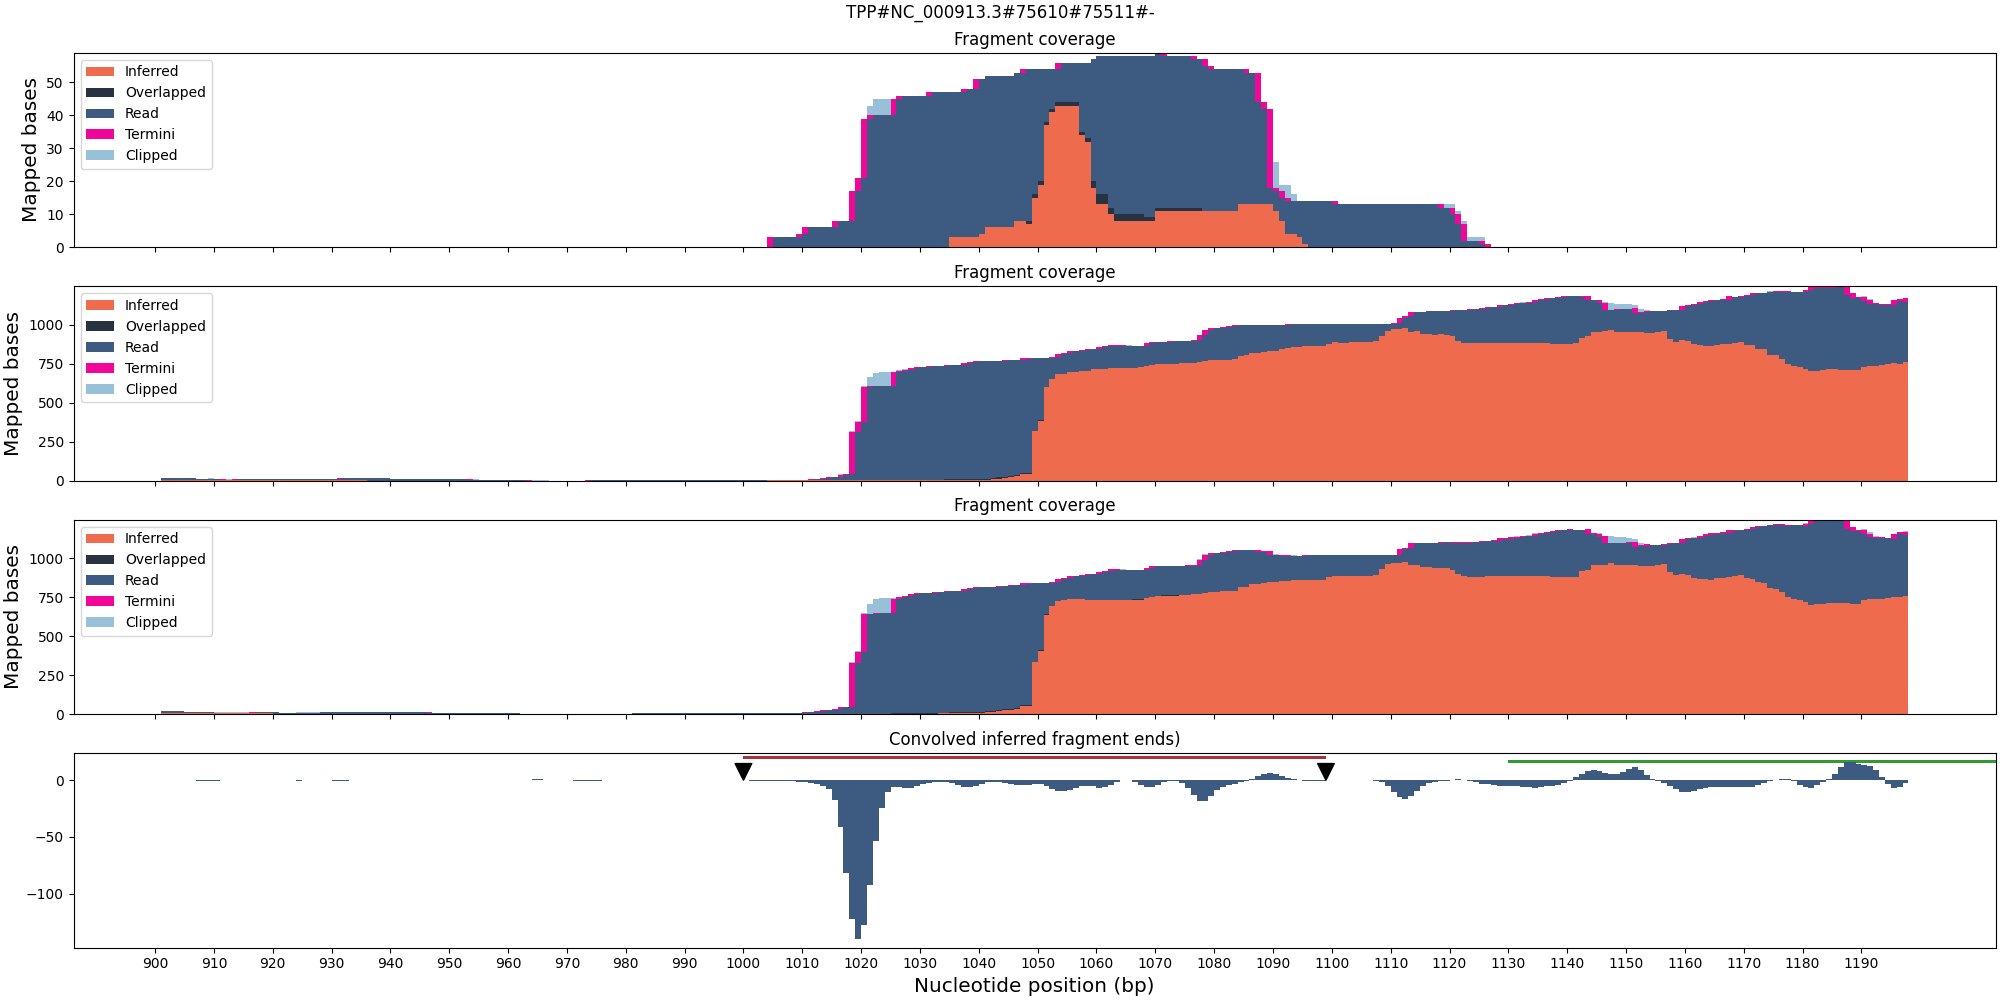 TPP#NC_000913.3#75610#75511#-
Fragment coverage
Mapped bases
50
40
30
20
10
0
Inferred
Overlapped
Read
Termini
Clipped
Fragment coverage
Mapped bases
1000
750
500
250
0
Inferred
Overlapped
Read
Termini
Clipped
Fragment coverage
Mapped bases
1000
750
500
250
0
Inferred
Overlapped
Read
Termini
Clipped
Convolved inferred fragment ends)
0
−50
−100
900 910 920 930 940 950 960 970 980 990 1000 1010 1020 1030 1040 1050 1060 1070 1080 1090 1100 1110 1120 1130 1140 1150 1160 1170 1180 1190
Nucleotide position (bp)